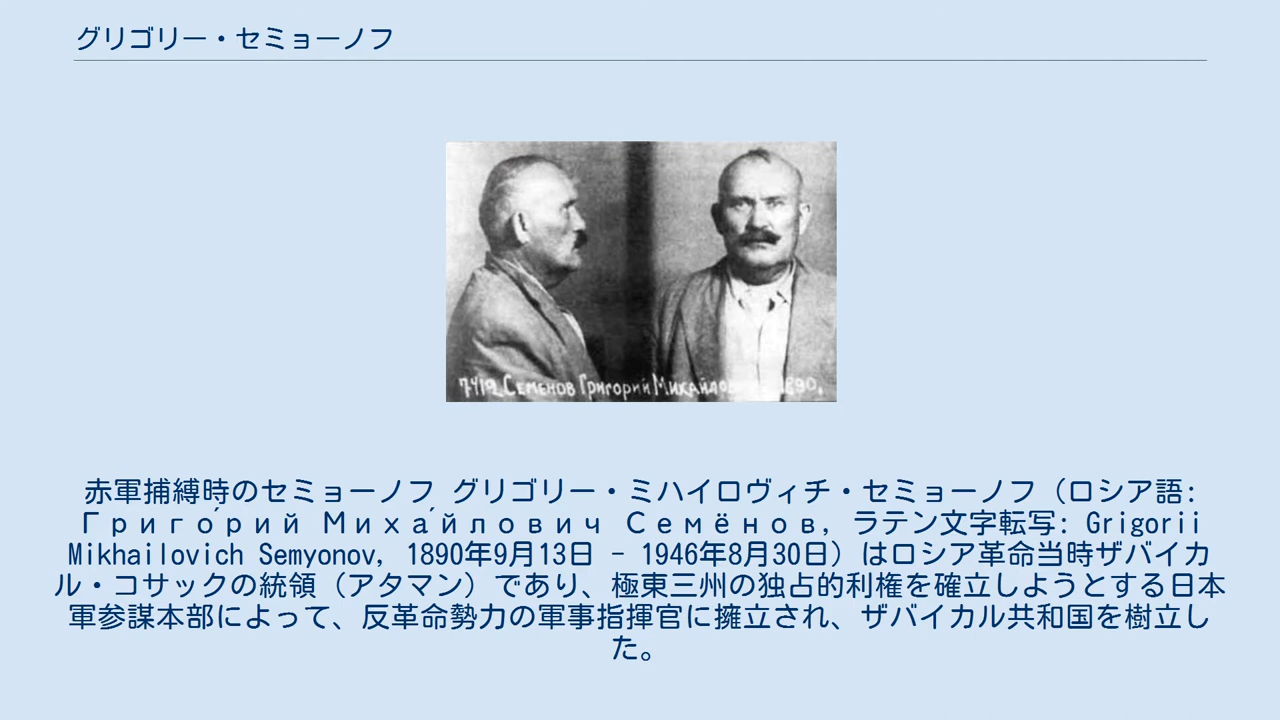 グリゴリー・セミョーノフ
7419 Семенов Григорий 1890,
赤軍捕縛時のセミョーノフ グリゴリー・ミハイロヴィチ・セミョーノフ（ロシア語:
Григо́рий Миха́йлович Семёнов, ラテン文字転写: Grigorii
Mikhailovich Semyonov, 1890年9月13日 - 1946年8月30日）はロシア革命当時ザバイカ
ル・コサックの統領（アタマン）であり、極東三州の独占的利権を確立しようとする日本
軍参謀本部によって、反革命勢力の軍事指揮官に擁立され、ザバイカル共和国を樹立し
た。